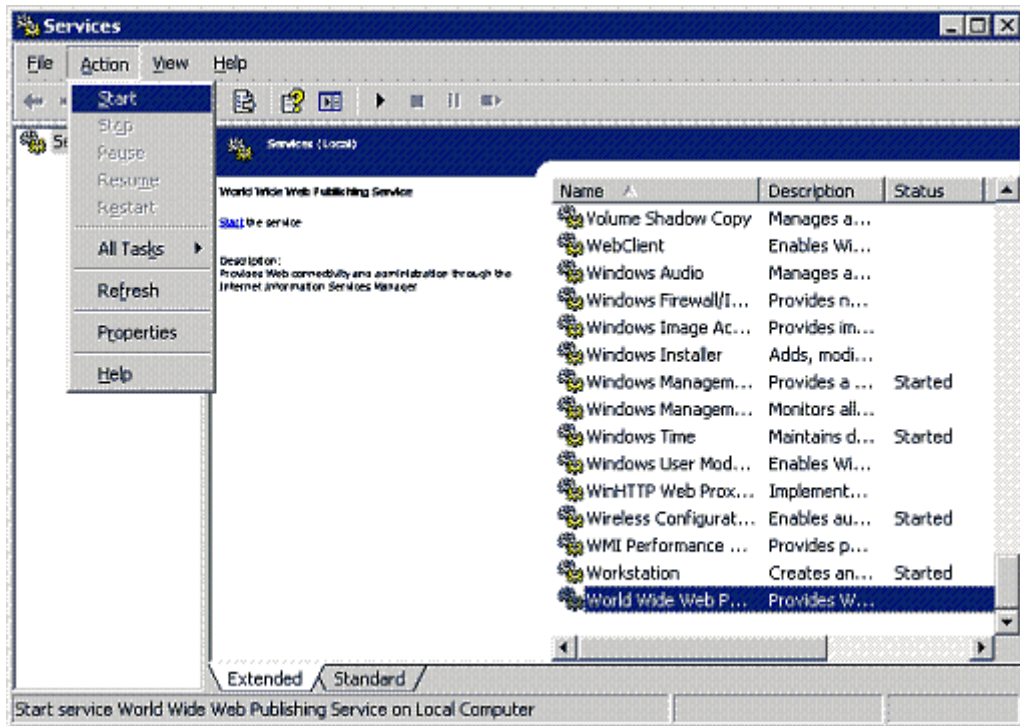 Services
File Action View Help
Start
Stop
Pause
Resume
Restart
All Tasks
Refresh
Properties
Help
Se
Services (Local)
World Wide Web Publishing Service
Start the service
Description:
Provides Web connectivity and administration through the
Internet Information Services Manager
Name Description Status
Volume Shadow Copy Manages a...
WebClient Enables Wi...
Windows Audio Manages a...
Windows Firewall/I... Provides n...
Windows Image Ac... Provides im...
Windows Installer Adds, modi...
Windows Managem... Provides a ... Started
Windows Managem... Monitors all...
Windows Time Maintains d... Started
Windows User Mod... Enables Wi...
WinHTTP Web Prox... Implement...
Wireless Configurat... Enables au... Started
WMI Performance ... Provides p...
Workstation Creates an... Started
World Wide Web P... Provides W...
Extended Standard
Start service World Wide Web Publishing Service on Local Computer